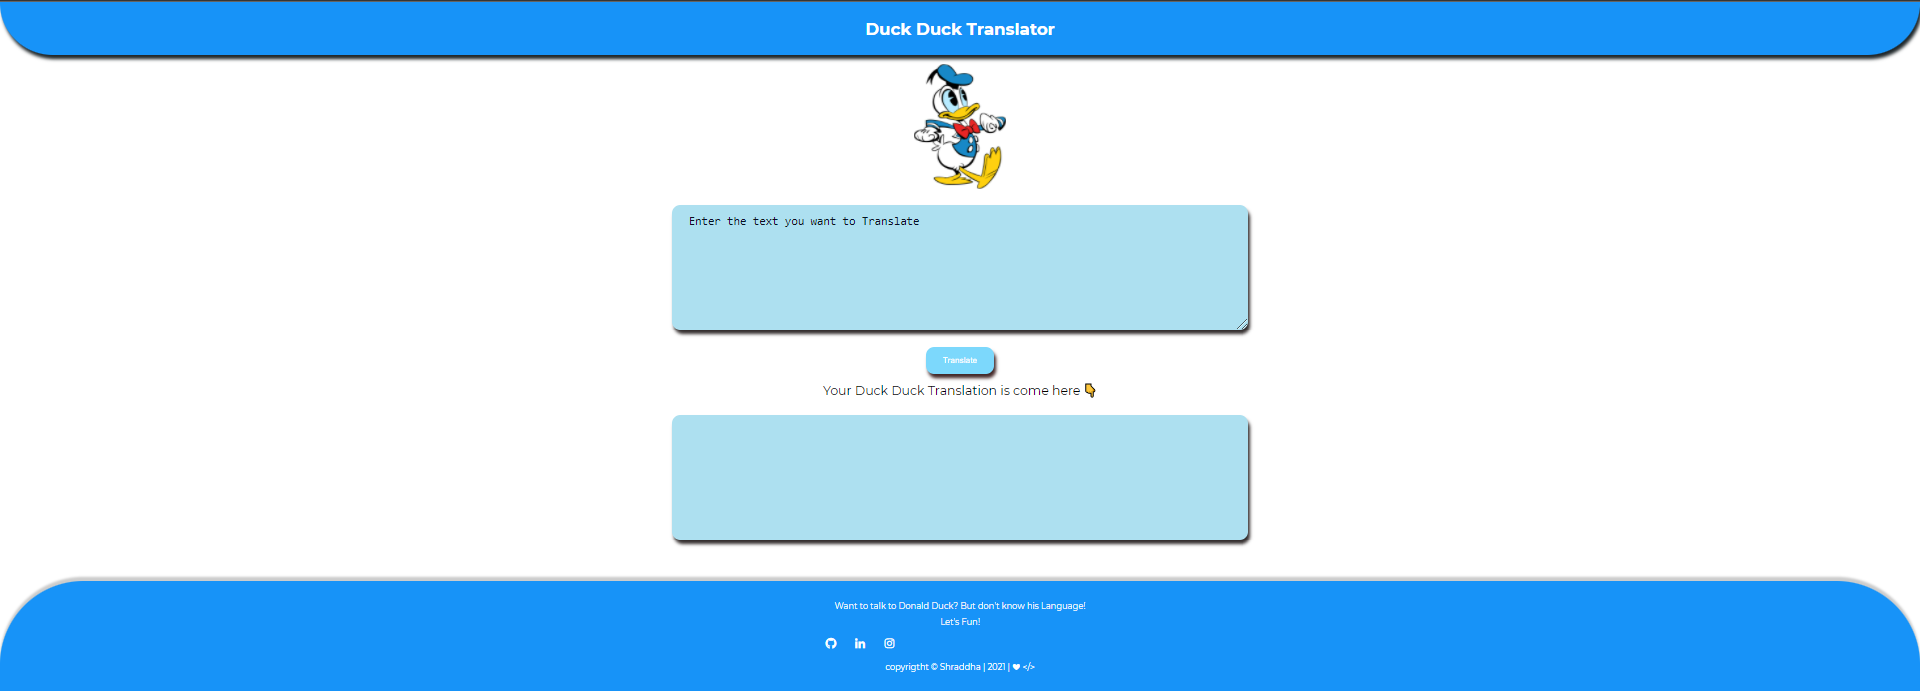 Duck Duck Translator
Enter the text you want to Translate
Translate
Your Duck Duck Translation is come here 👇
Want to talk to Donald Duck? But don't know his Language!
Let's Fun!
copyrigtht © Shraddha | 2021 | ♥ </>